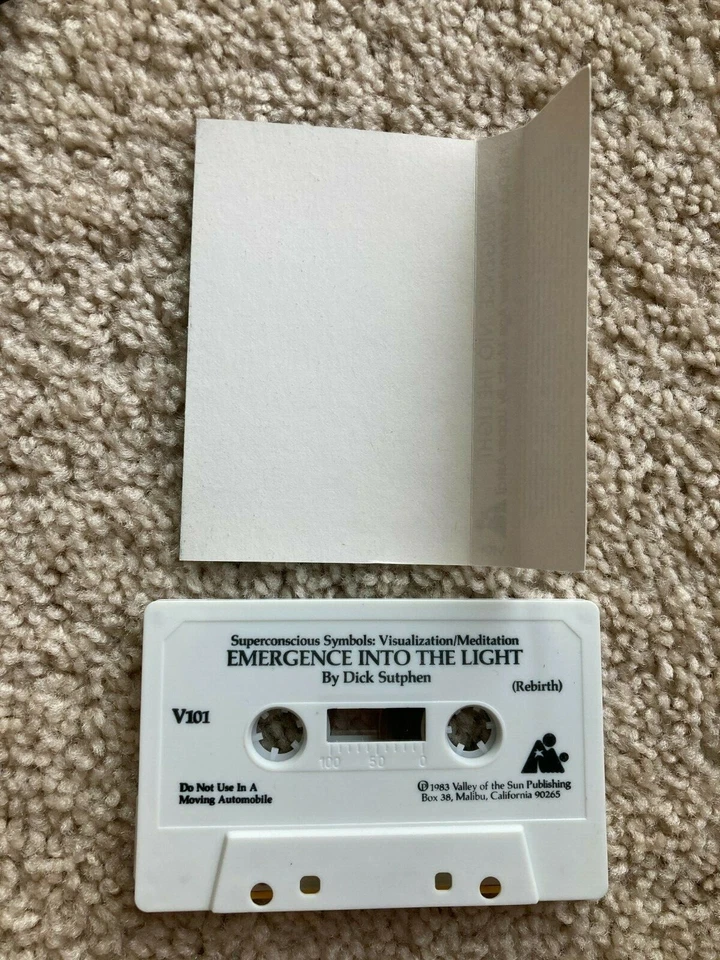 Superconscious Symbols: Visualization/Meditation
EMERGENCE INTO THE LIGHT
By Dick Sutphen
(Rebirth)
V101
100 50 0
Do Not Use In A
Moving Automobile
℗ 1983 Valley of the Sun Publishing
Box 38, Malibu, California 90265